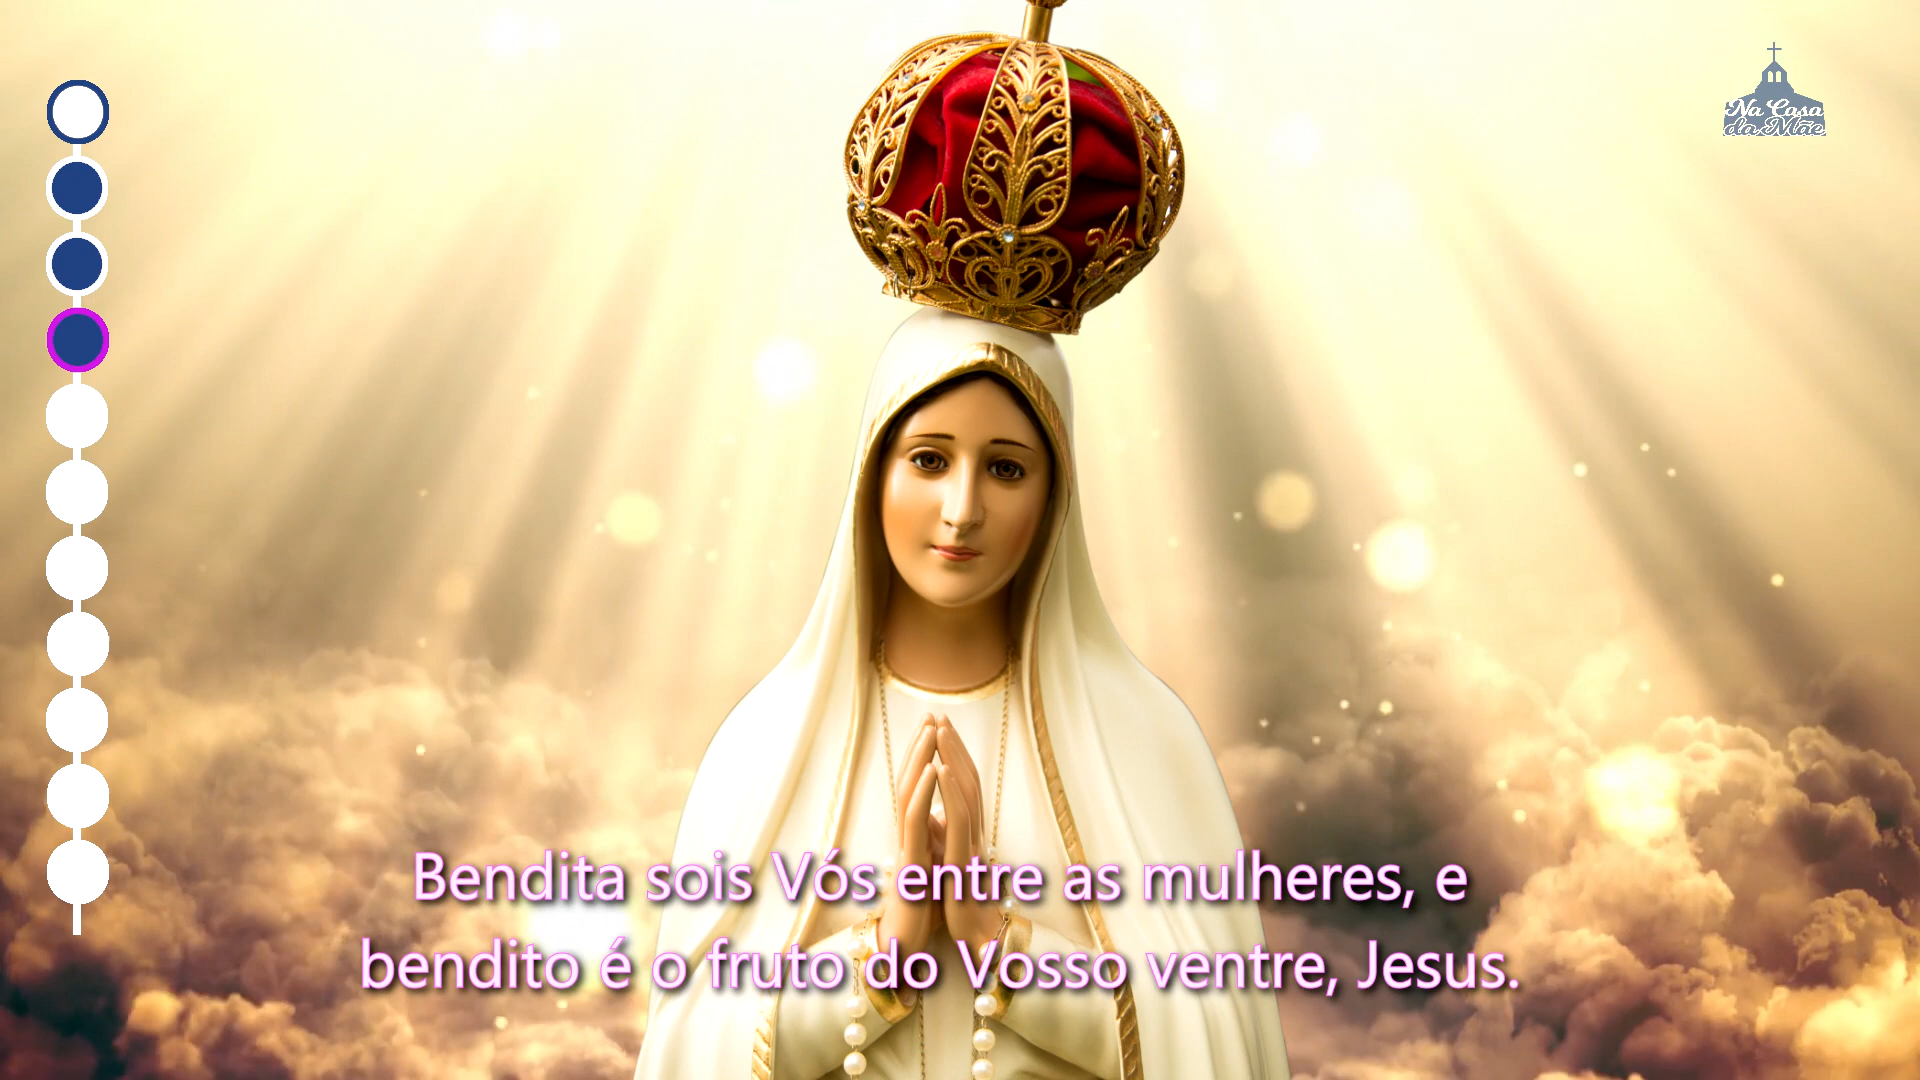 Na Casa
da Mãe
Bendita sois Vós entre as mulheres, e
bendito é o fruto do Vosso ventre, Jesus.